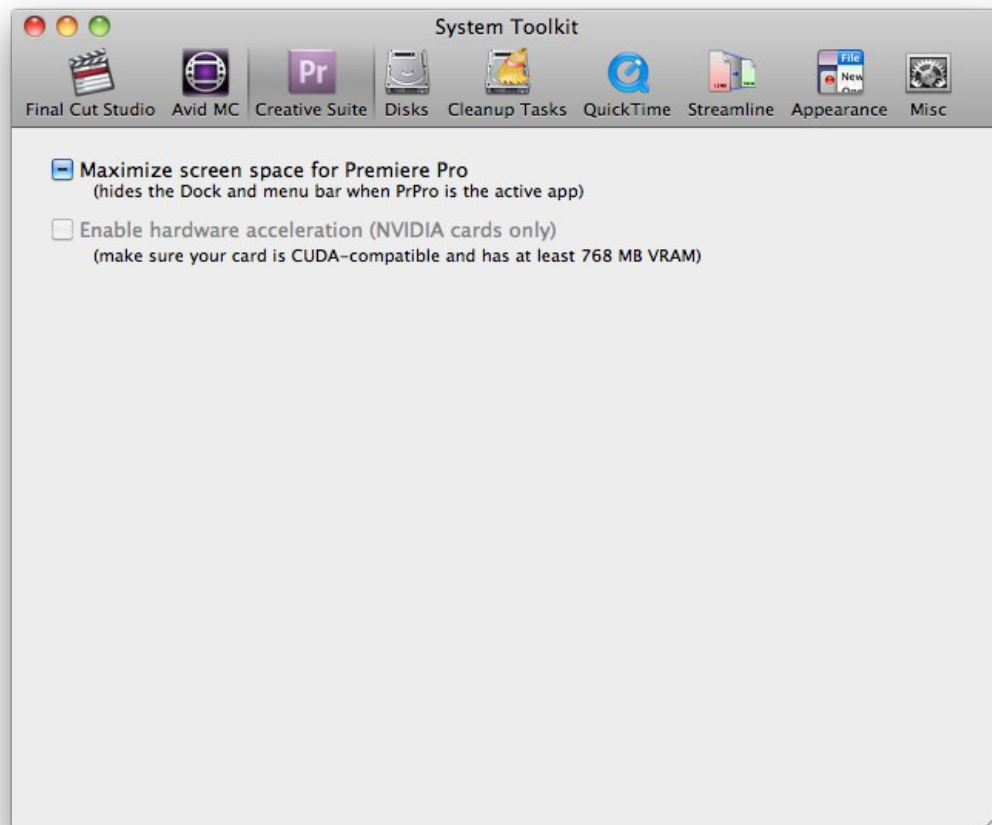 System Toolkit
Pr
File
New
Final Cut Studio Avid MC Creative Suite Disks Cleanup Tasks QuickTime Streamline Appearance Misc
Maximize screen space for Premiere Pro
(hides the Dock and menu bar when PrPro is the active app)
Enable hardware acceleration (NVIDIA cards only)
(make sure your card is CUDA-compatible and has at least 768 MB VRAM)